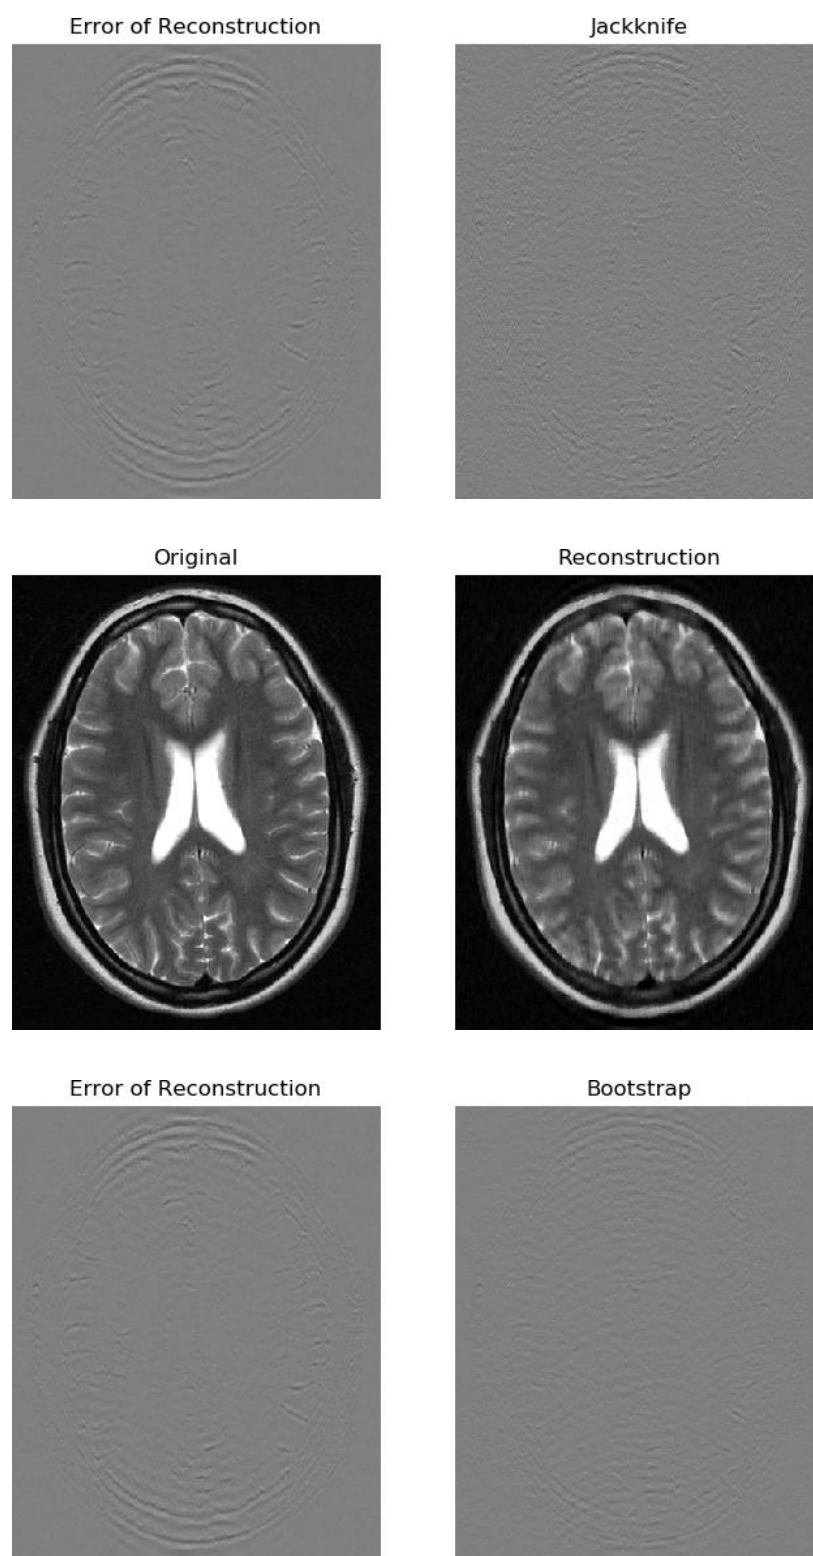 Error of Reconstruction
Jackknife
Original
Reconstruction
Error of Reconstruction
Bootstrap